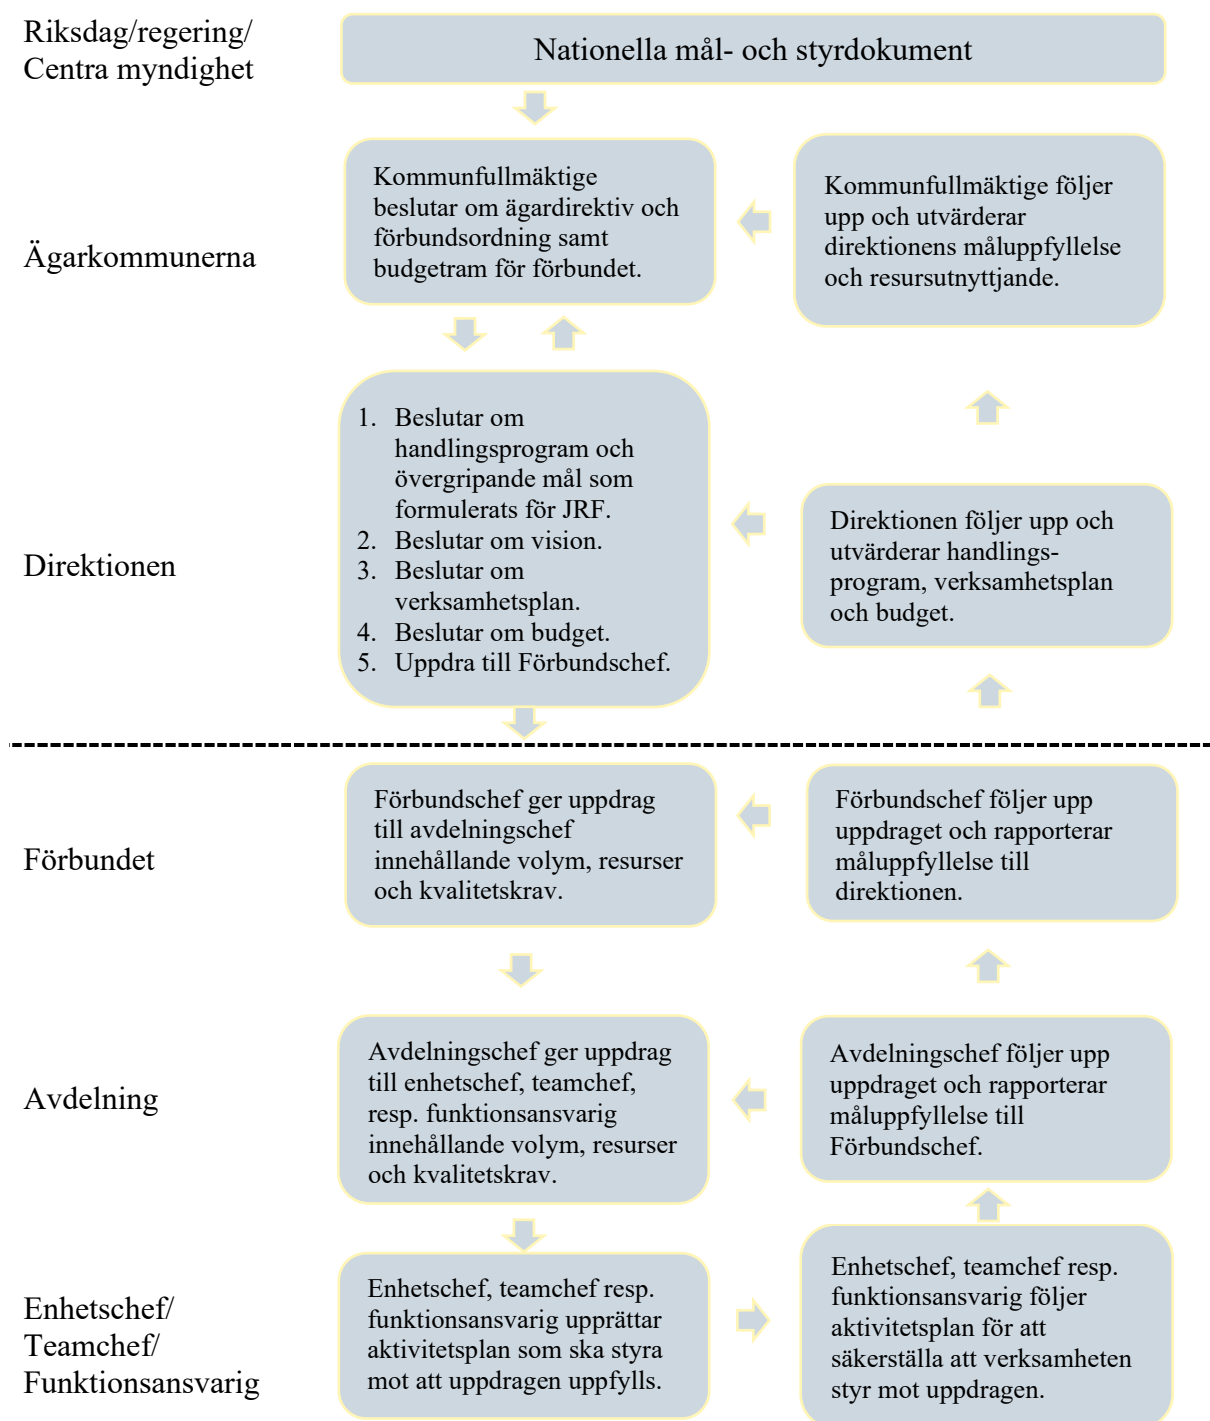 Riksdag/regering/
Centra myndighet
Nationella mål- och styrdokument
Ägarkommunerna
Kommunfullmäktige
beslutar om ägardirektiv och
förbundsordning samt
budgetram för förbundet.
Kommunfullmäktige följer
upp och utvärderar
direktionens måluppfyllelse
och resursutnyttjande.
Direktionen
1. Beslutar om
handlingsprogram och
övergripande mål som
formulerats för JRF.
2. Beslutar om vision.
3. Beslutar om
verksamhetsplan.
4. Beslutar om budget.
5. Uppdra till Förbundschef.
Direktionen följer upp och
utvärderar handlings-
program, verksamhetsplan
och budget.
Förbundet
Förbundschef ger uppdrag
till avdelningschef
innehållande volym, resurser
och kvalitetskrav.
Förbundschef följer upp
uppdraget och rapporterar
måluppfyllelse till
direktionen.
Avdelning
Avdelningschef ger uppdrag
till enhetschef, teamchef,
resp. funktionsansvarig
innehållande volym, resurser
och kvalitetskrav.
Avdelningschef följer upp
uppdraget och rapporterar
måluppfyllelse till
Förbundschef.
Enhetschef/
Teamchef/
Funktionsansvarig
Enhetschef, teamchef resp.
funktionsansvarig upprättar
aktivitetsplan som ska styra
mot att uppdragen uppfylls.
Enhetschef, teamchef resp.
funktionsansvarig följer
aktivitetsplan för att
säkerställa att verksamheten
styr mot uppdragen.